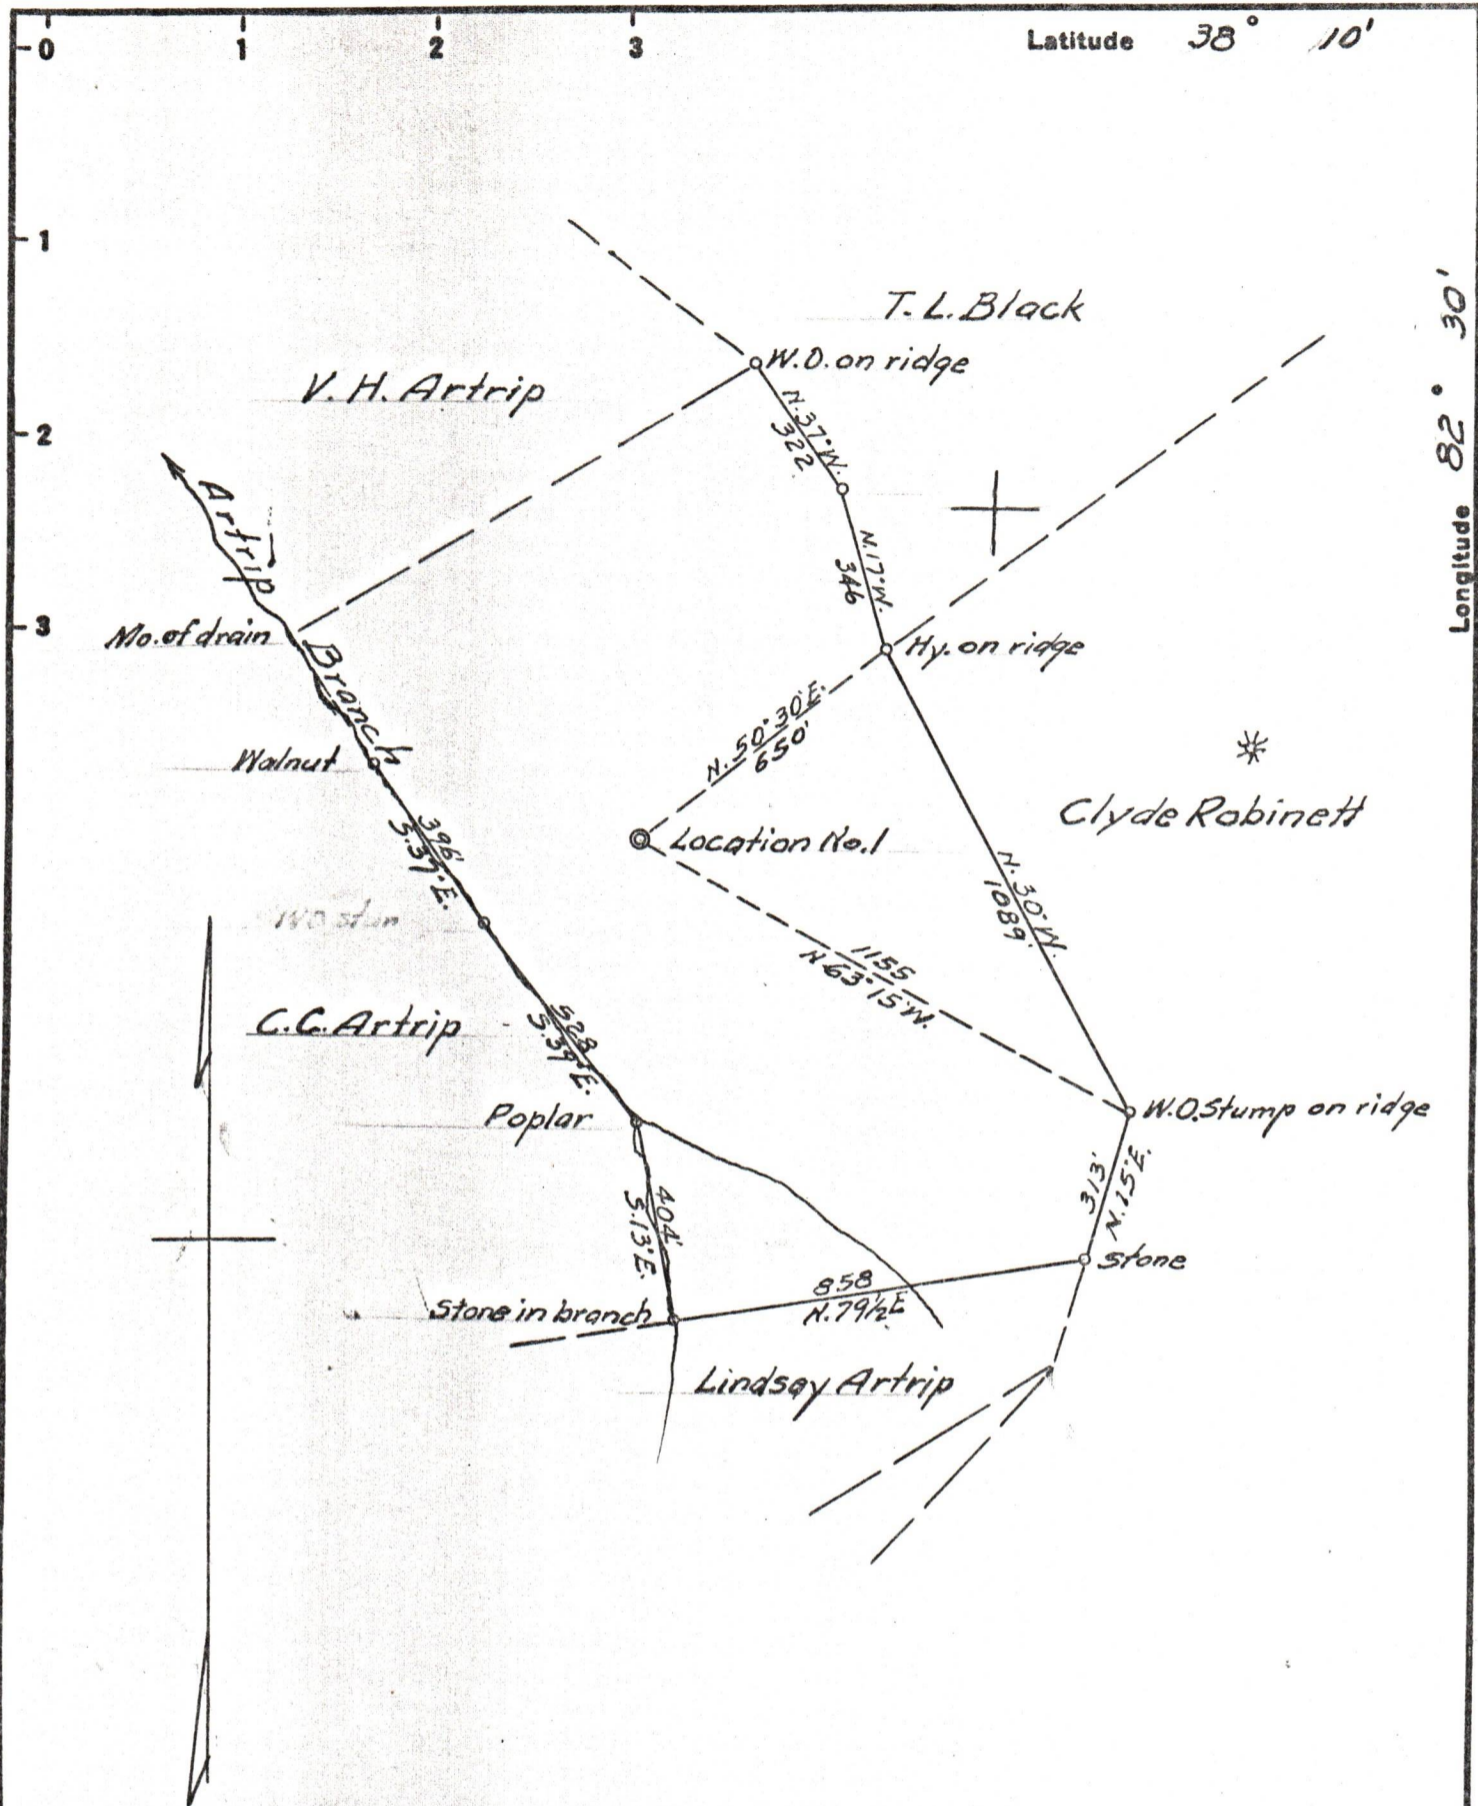 0 1 2 3
Latitude 38° 10'
1
2
3
Longitude 82° 30'
T. L. Black
W.O. on ridge
V. H. Artrip
N. 37° W.
322
Artrip Branch
N. 17° W.
346
Mo. of drain
Hy. on ridge
N. 50° 30' E.
650'
Walnut
Clyde Robinett
Location No. 1
396'
S. 37° E.
N. 30° W.
1089'
WO stum
1155
N 63° 15' W.
C. C. Artrip
528
S. 39° E.
Poplar
W.O. Stump on ridge
313'
N. 15° E.
404'
S. 13° E.
Stone
858
N. 79½ E
Stone in branch
Lindsay Artrip